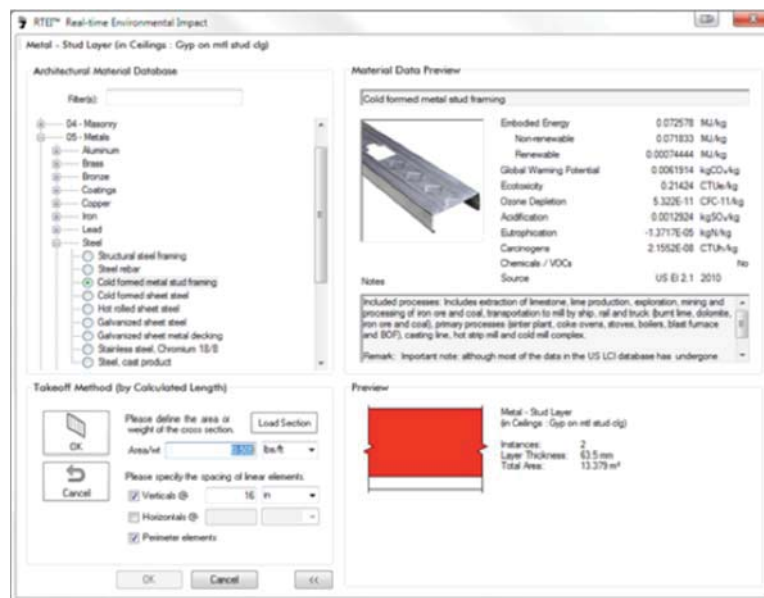 RTEI™ Real-time Environmental Impact
Metal - Stud Layer (in Ceilings : Gyp on mtl stud clg)
Architectural Material Database
Filter(s):
04 - Masonry
05 - Metals
Aluminum
Brass
Bronze
Coatings
Copper
Iron
Lead
Steel
Structural steel framing
Steel rebar
Cold formed metal stud framing
Cold formed sheet steel
Hot rolled sheet steel
Galvanized sheet steel
Galvanized sheet metal decking
Stainless steel, Chromium 18/8
Steel, cast product
Material Data Preview
Cold formed metal stud framing
Embodied Energy 0.072578 MJ/kg
Non-renewable 0.071833 MJ/kg
Renewable 0.00074444 MJ/kg
Global Warming Potential 0.0061914 kgCO₂/kg
Ecotoxicity 0.21424 CTUe/kg
Ozone Depletion 5.322E-11 CFC-11/kg
Acidification 0.0012924 kgSO₂/kg
Eutrophication -1.3717E-05 kgN/kg
Carcinogens 2.1552E-08 CTUh/kg
Chemicals / VOCs No
Source US EI 2.1 2010
Notes
Included processes: Includes extraction of limestone, lime production, exploration, mining and
processing of iron ore and coal, transportation to mill by ship, rail and truck (burnt lime, dolomite,
iron ore and coal), primary processes (sinter plant, coke ovens, stoves, boilers, blast furnace
and BOF), casting line, hot strip mill and cold mill complex.
Remark: Important note: although most of the data in the US LCI database has undergone
Takeoff Method (by Calculated Length)
OK
Cancel
Please define the area or
weight of the cross section.
Load Section
Area/wt 0.500 lbs/ft
Please specify the spacing of linear elements.
Verticals @ 16 in
Horizontals @
Perimeter elements
OK Cancel <<
Preview
Metal - Stud Layer
(in Ceilings : Gyp on mtl stud clg)
Instances: 2
Layer Thickness: 63.5 mm
Total Area: 13.379 m²